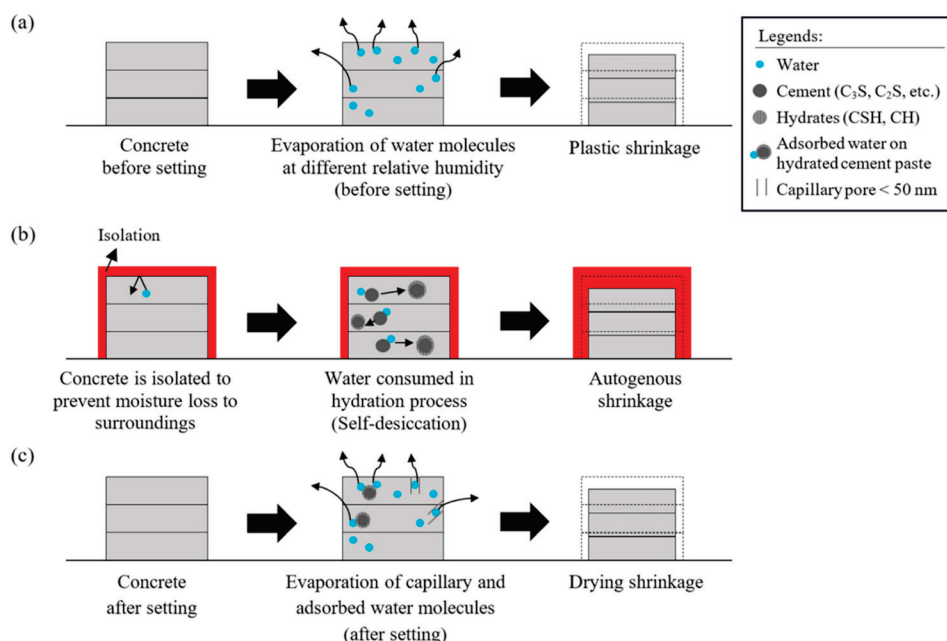 (a)
Concrete
before setting
Evaporation of water molecules
at different relative humidity
(before setting)
Plastic shrinkage
Legends:
Water
Cement (C₃S, C₂S, etc.)
Hydrates (CSH, CH)
Adsorbed water on
hydrated cement paste
Capillary pore < 50 nm
(b)
Isolation
Concrete is isolated to
prevent moisture loss to
surroundings
Water consumed in
hydration process
(Self-desiccation)
Autogenous
shrinkage
(c)
Concrete
after setting
Evaporation of capillary and
adsorbed water molecules
(after setting)
Drying shrinkage